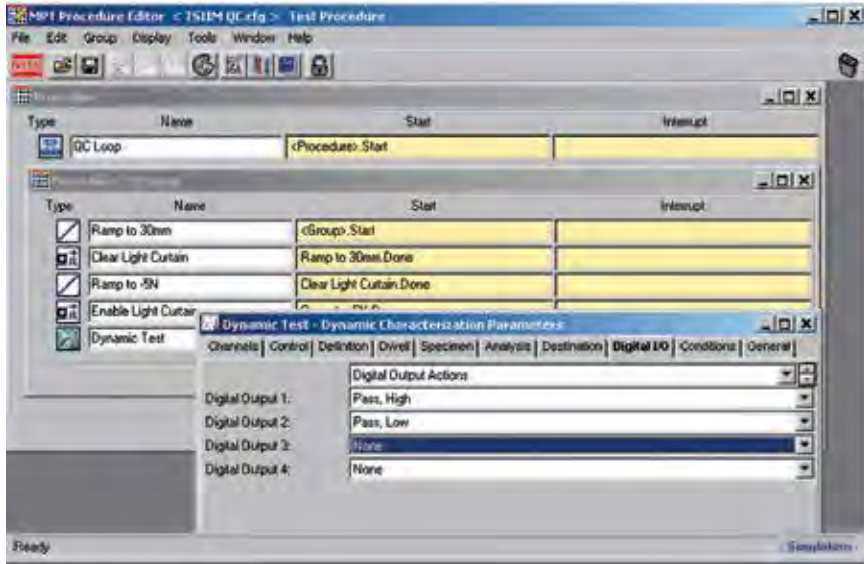 MPT Procedure Editor < TSIIM QC.cfg > Test Procedure
File Edit Group Display Tools Window Help
Type Name Start Interrupt
QC Loop <Procedure>.Start
Type Name Start Interrupt
Ramp to 30mm <Group>.Start
Clear Light Curtain Ramp to 30mm.Done
Ramp to -5N Clear Light Curtain.Done
Enable Light Curtain
Dynamic Test
Dynamic Test - Dynamic Characterization Parameters
Channels Control Definition Dwell Specimen Analysis Destination Digital I/O Conditions General
Digital Output Actions
Digital Output 1: Pass, High
Digital Output 2: Pass, Low
Digital Output 3: None
Digital Output 4: None
Ready